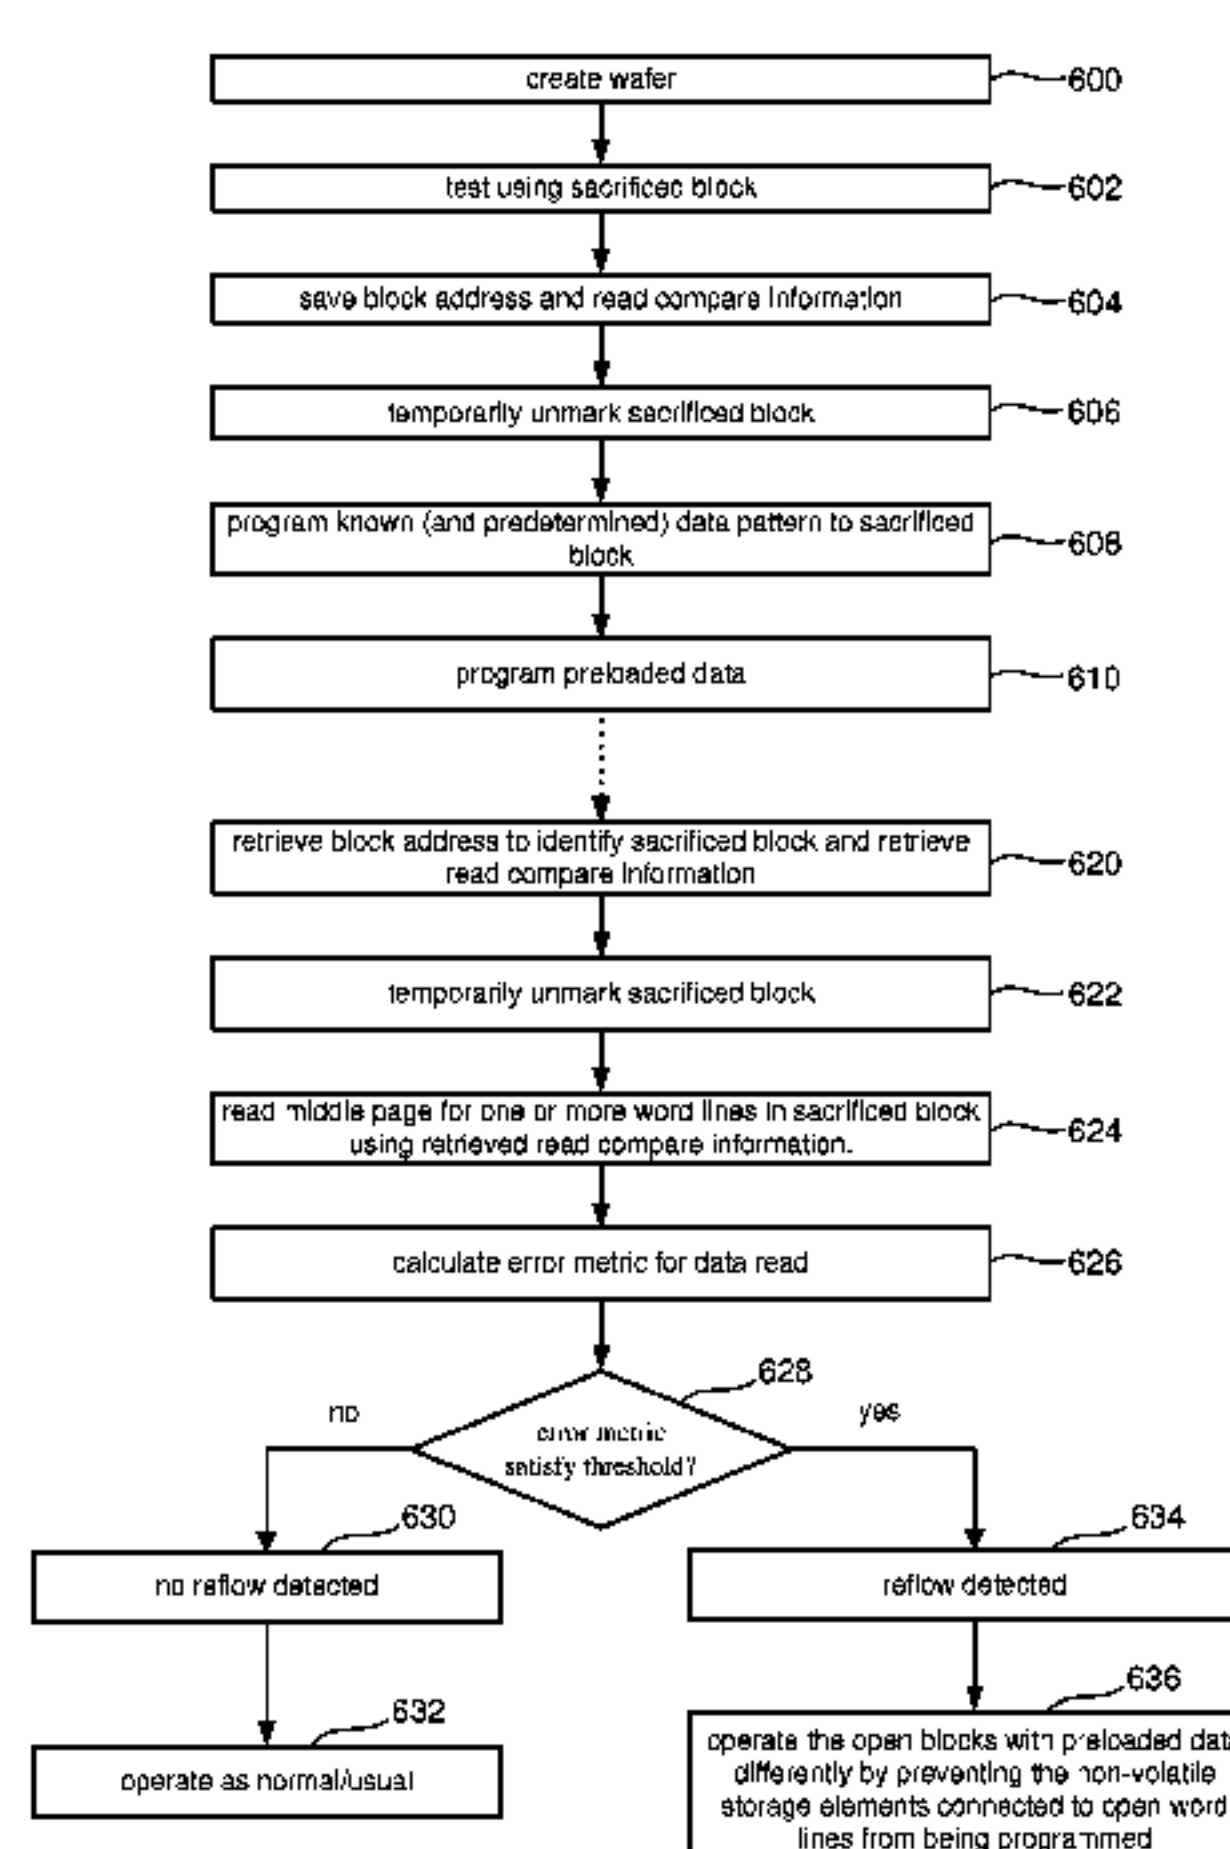 create wafer
600
test using sacrificed block
602
save block address and read compare information
604
temporarily unmark sacrificed block
606
program known (and predetermined) data pattern to sacrificed
block
608
program preloaded data
610
retrieve block address to identify sacrificed block and retrieve
read compare information
620
temporarily unmark sacrificed block
622
read middle page for one or more word lines in sacrificed block
using retrieved read compare information.
624
calculate error metric for data read
626
628
no
yes
error metric
satisfy threshold?
630
634
no reflow detected
reflow detected
636
632
operate as normal/usual
operate the open blocks with preloaded dat
differently by preventing the non-volatile
storage elements connected to open word
lines from being programmed